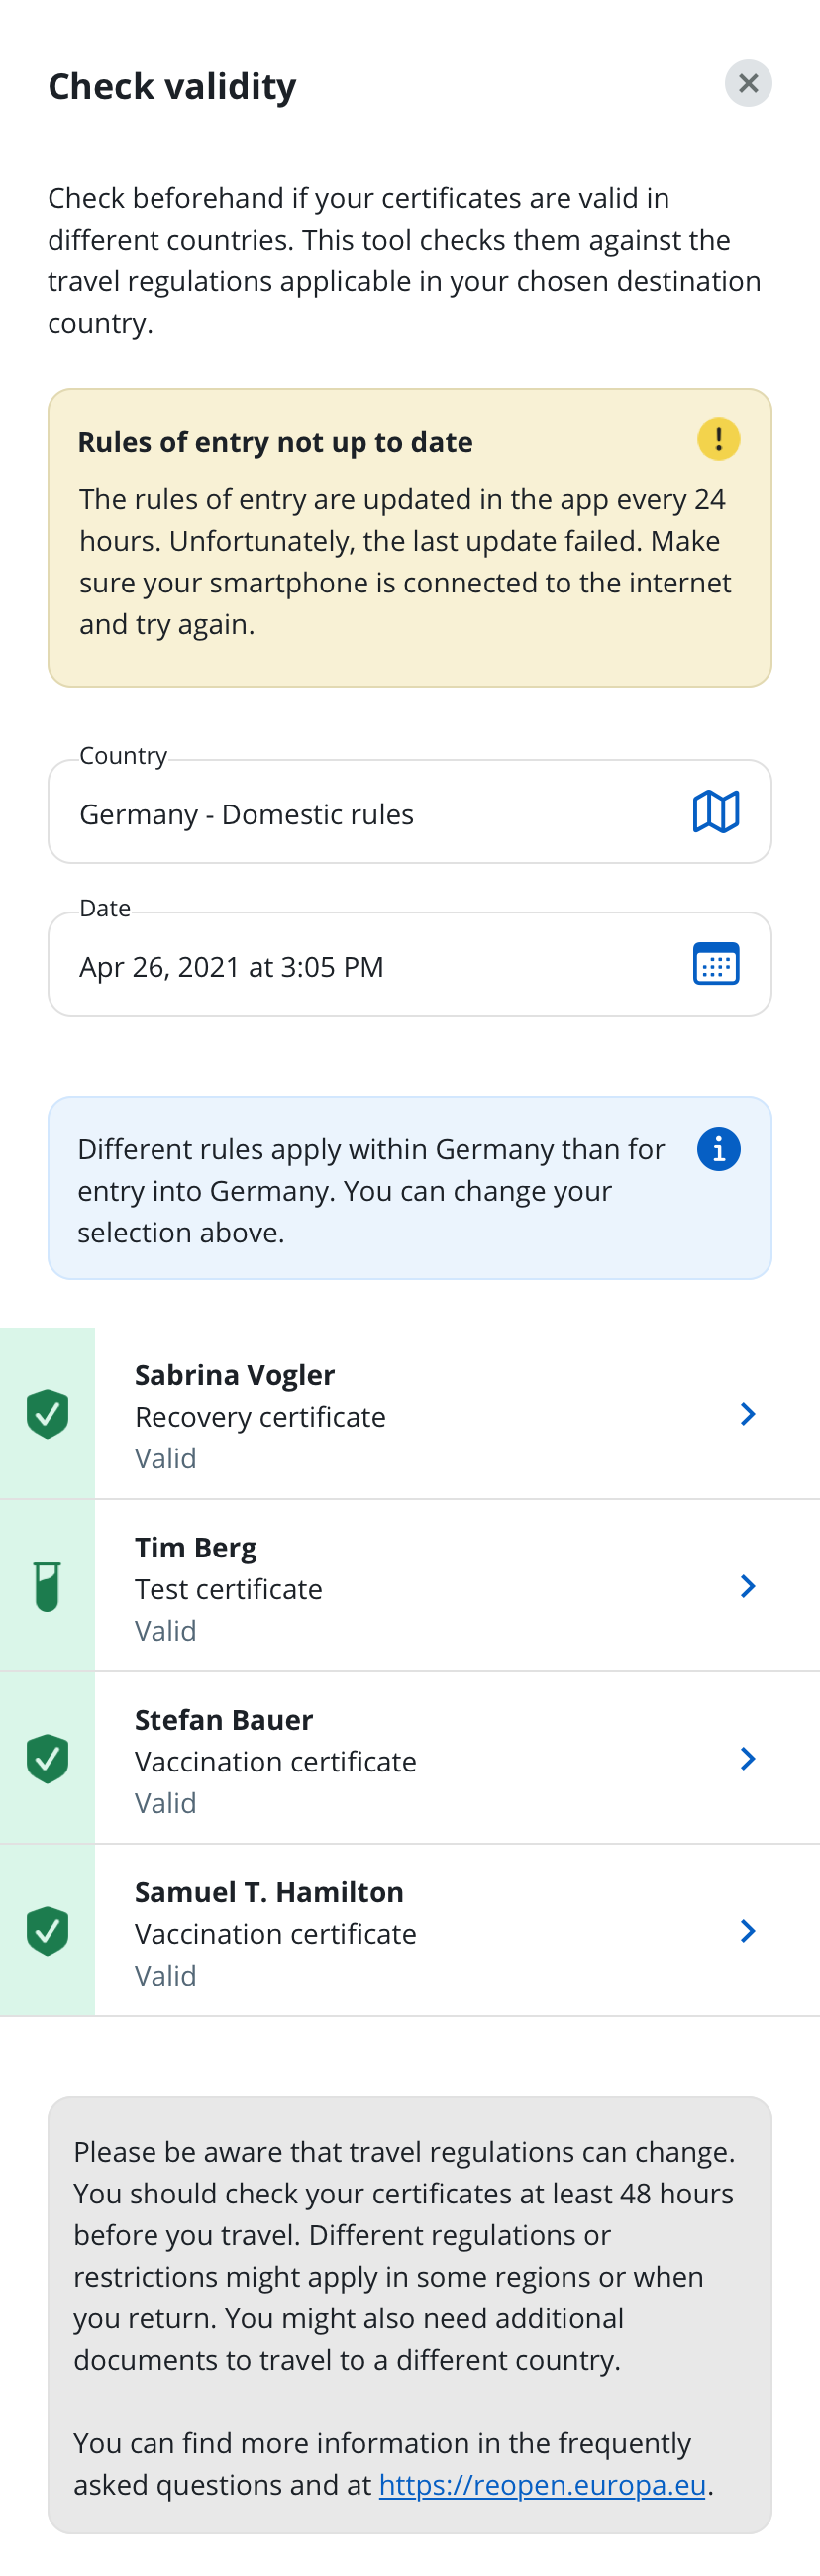 Check validity
Check beforehand if your certificates are valid in
different countries. This tool checks them against the
travel regulations applicable in your chosen destination
country.
Rules of entry not up to date
The rules of entry are updated in the app every 24
hours. Unfortunately, the last update failed. Make
sure your smartphone is connected to the internet
and try again.
Country
Germany - Domestic rules
Date
Apr 26, 2021 at 3:05 PM
Different rules apply within Germany than for
entry into Germany. You can change your
selection above.
Sabrina Vogler
Recovery certificate
Valid
Tim Berg
Test certificate
Valid
Stefan Bauer
Vaccination certificate
Valid
Samuel T. Hamilton
Vaccination certificate
Valid
Please be aware that travel regulations can change.
You should check your certificates at least 48 hours
before you travel. Different regulations or
restrictions might apply in some regions or when
you return. You might also need additional
documents to travel to a different country.
You can find more information in the frequently
asked questions and at https://reopen.europa.eu.